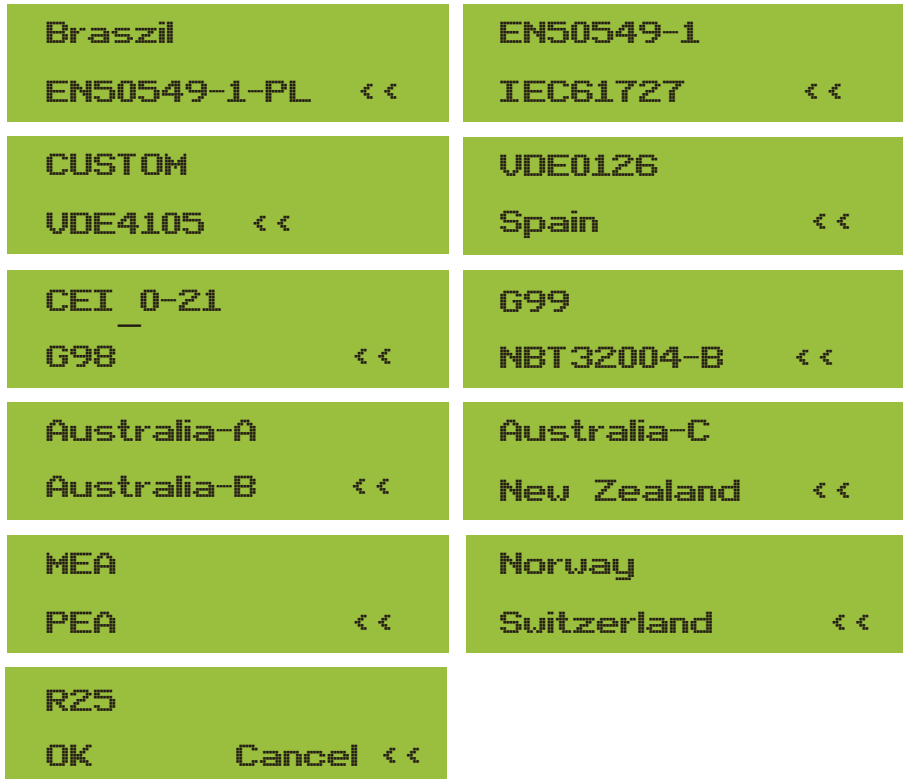 Braszil
EN50549-1-PL <<
EN50549-1
IEC61727 <<
CUSTOM
VDE4105 <<
VDE0126
Spain <<
CEI_0-21
G98 <<
G99
NBT32004-B <<
Australia-A
Australia-B <<
Australia-C
New Zealand <<
MEA
PEA <<
Norway
Switzerland <<
R25
OK Cancel <<